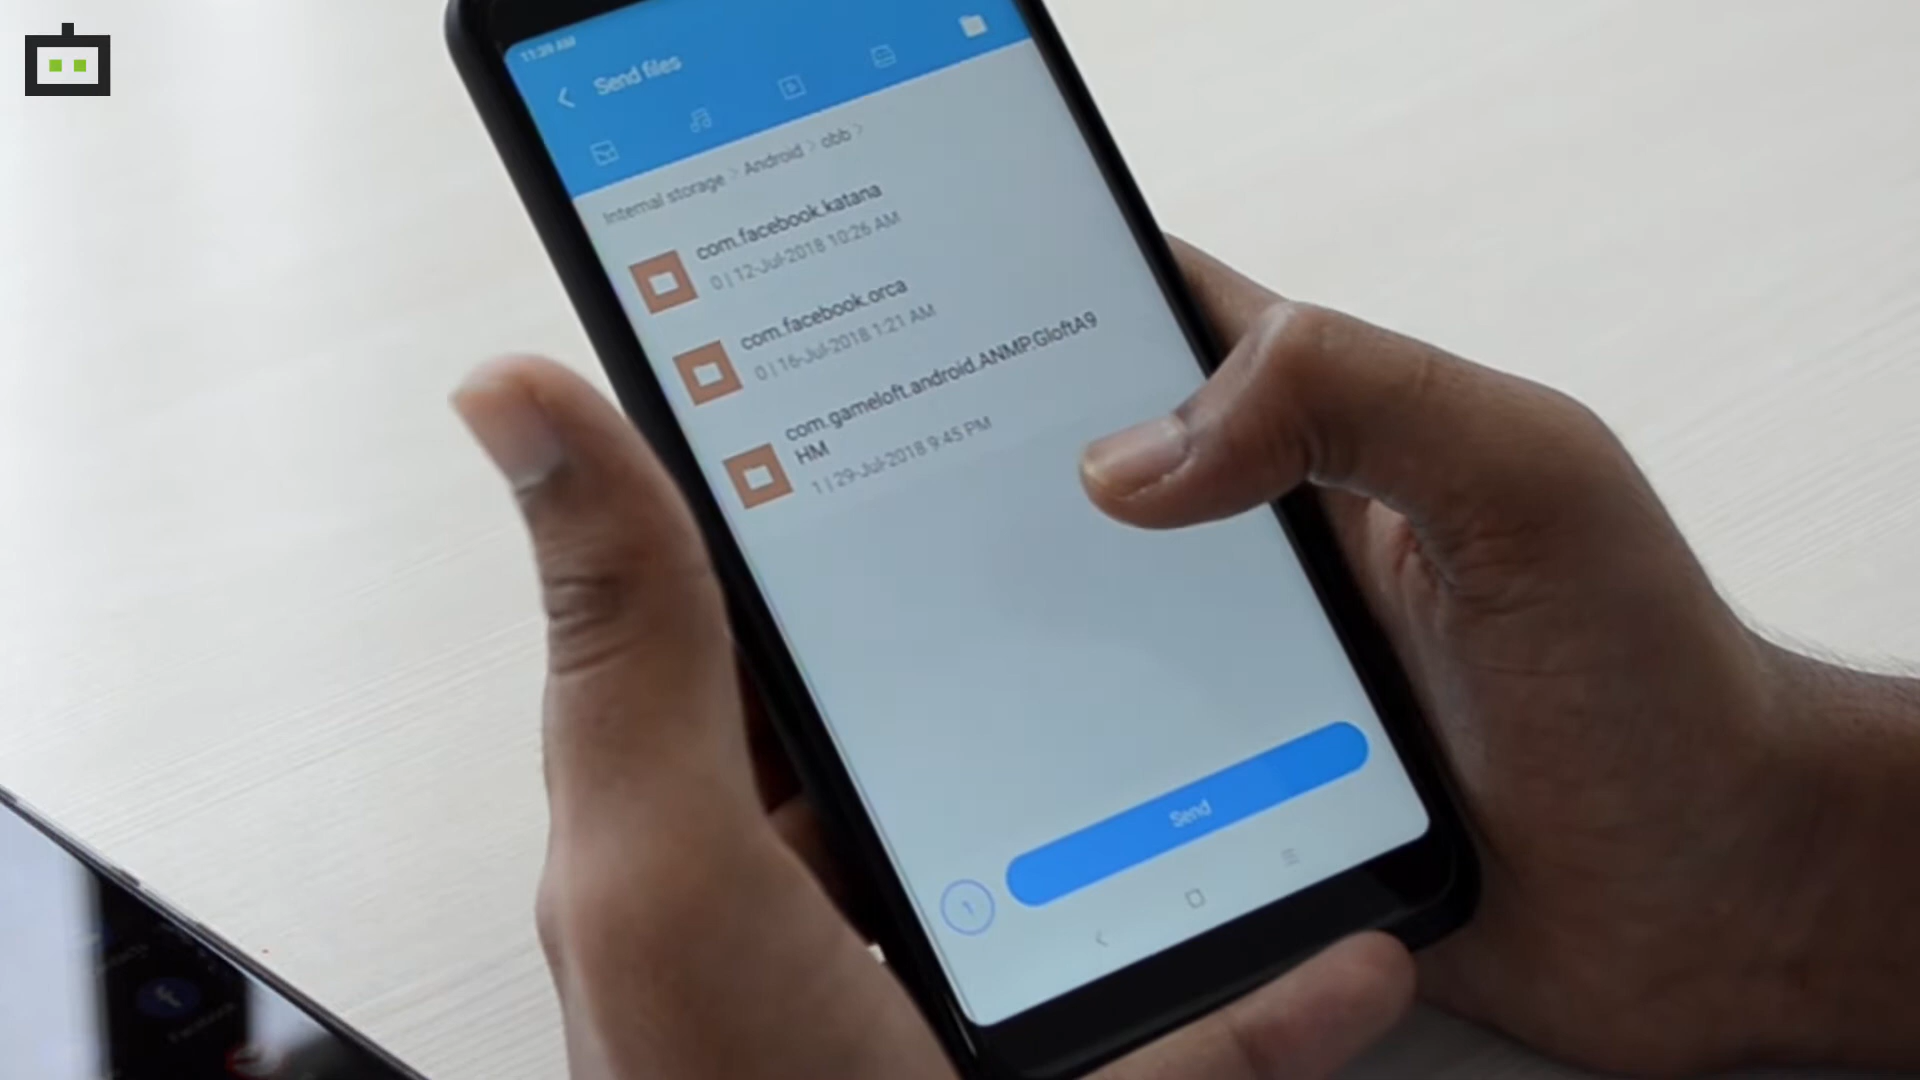 11:39 AM
Send files
Internal storage > Android > obb >
com.facebook.katana
0 | 12-Jul-2018 10:26 AM
com.facebook.orca
0 | 16-Jul-2018 1:21 AM
com.gameloft.android.ANMP.GloftA9
HM
1 | 29-Jul-2018 9:45 PM
1
Send